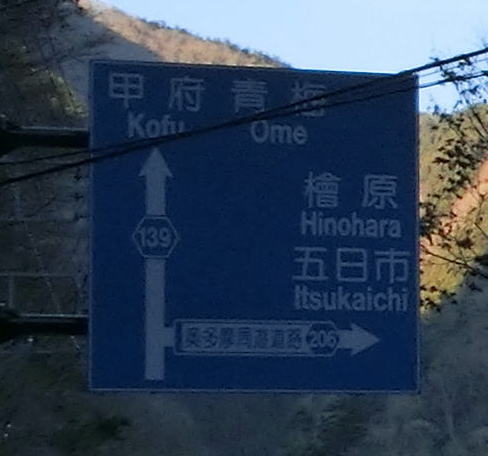 甲府 青梅
Kofu Ome
檜原
Hinohara
139
五日市
Itsukaichi
奥多摩周遊道路 206